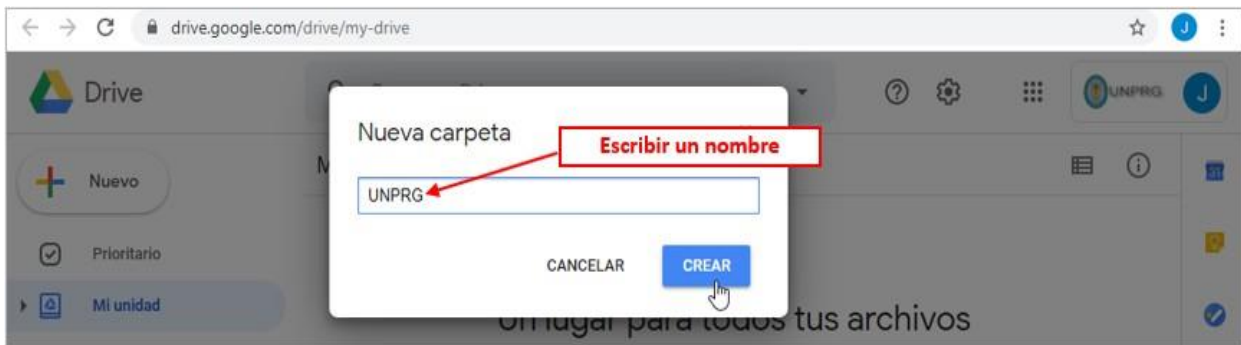 drive.google.com/drive/my-drive
J
Drive
UNPRG
J
Nueva carpeta
Escribir un nombre
Nuevo
UNPRG
Prioritario
CANCELAR
CREAR
Mi unidad
Un lugar para todos tus archivos